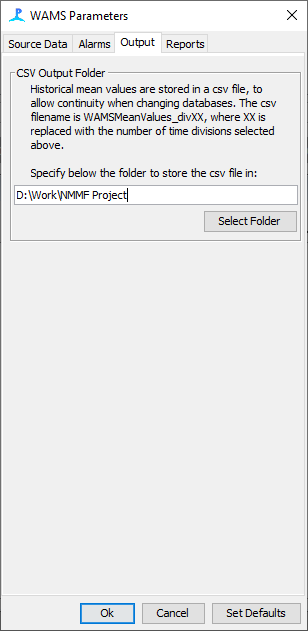 WAMS Parameters
Source Data Alarms Output Reports
CSV Output Folder
Historical mean values are stored in a csv file, to
allow continuity when changing databases. The csv
filename is WAMSMeanValues_divXX, where XX is
replaced with the number of time divisions selected
above.
Specify below the folder to store the csv file in:
D:\Work\NMMF Project
Select Folder
Ok Cancel Set Defaults